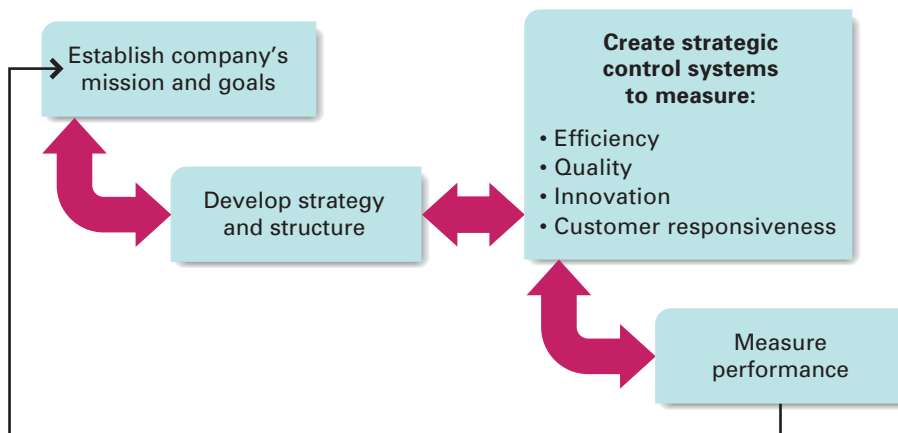 Establish company’s
mission and goals
Develop strategy
and structure
Create strategic
control systems
to measure:
• Efficiency
• Quality
• Innovation
• Customer responsiveness
Measure
performance